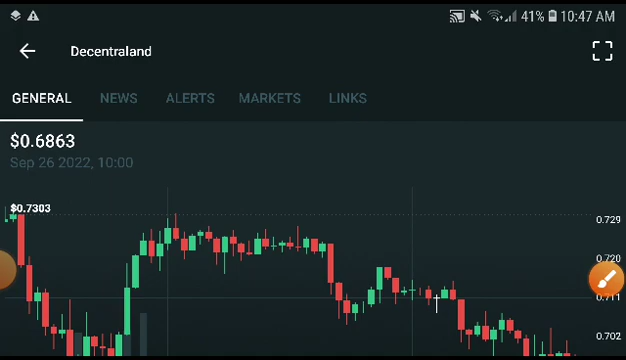 41% 10:47 AM
Decentraland
GENERAL NEWS ALERTS MARKETS LINKS
$0.6863
Sep 26 2022, 10:00
$0.7303
0.729
0.720
0.711
0.702